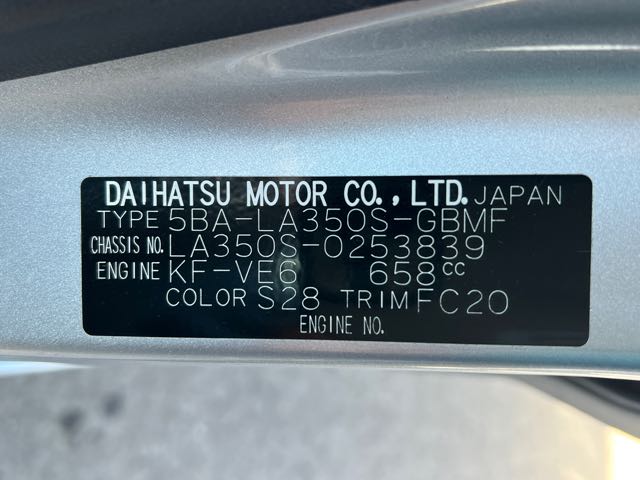 DAIHATSU MOTOR CO., LTD. JAPAN
TYPE 5BA-LA350S-GBMF
CHASSIS NO. LA350S-0253839
ENGINE KF-VE6 658cc
COLOR S28 TRIM FC20
ENGINE NO.